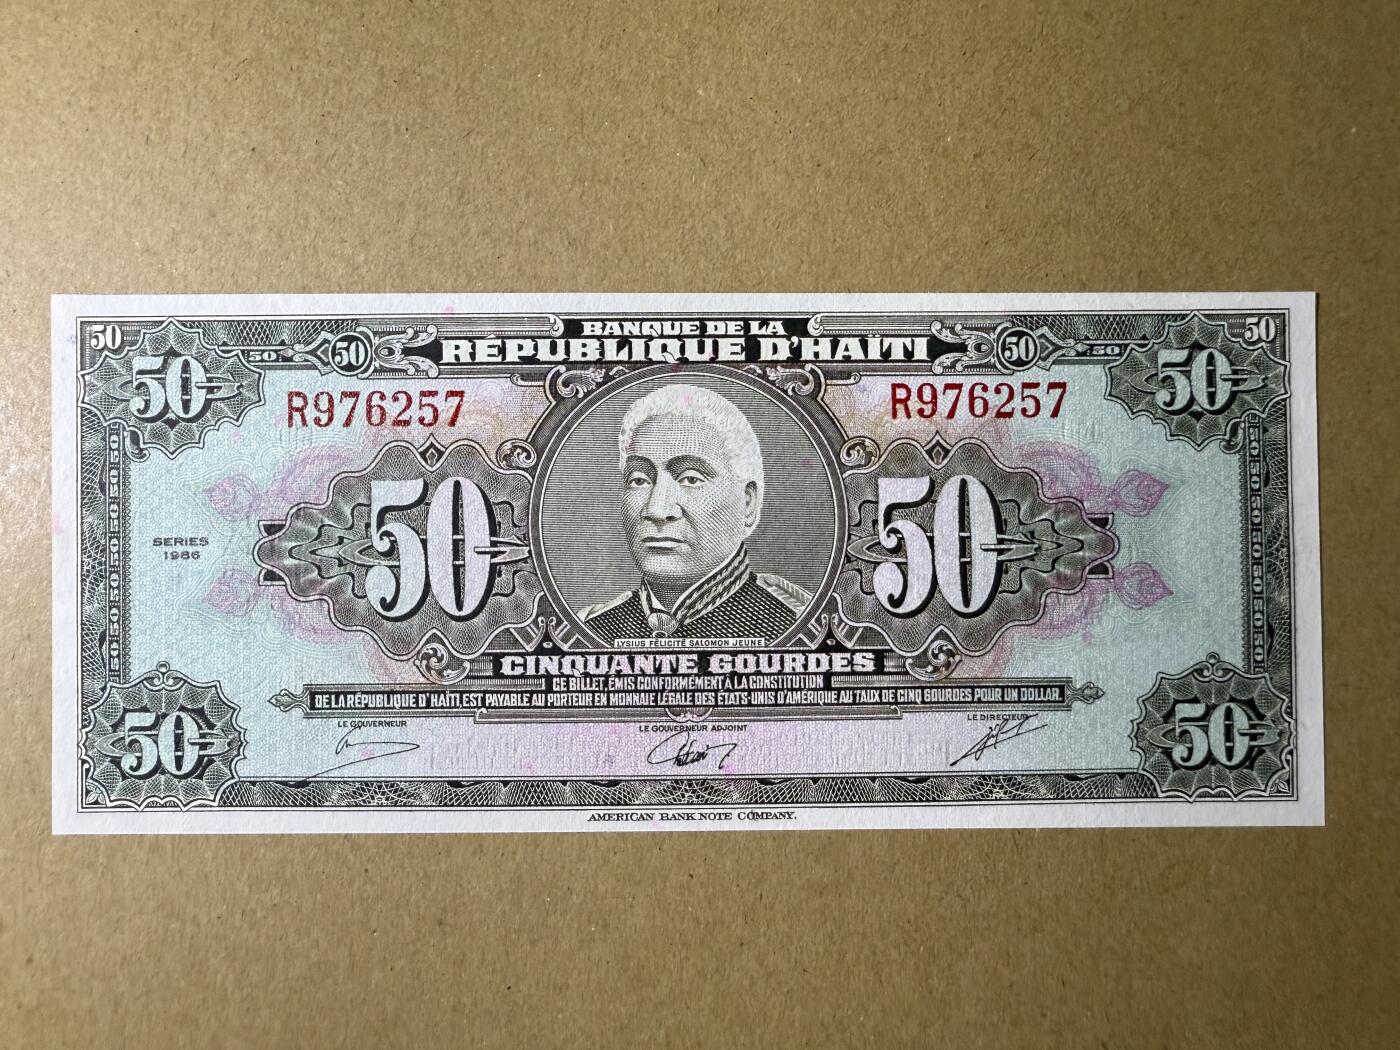 50 50
BANQUE DE LA
RÉPUBLIQUE D'HAÏTI
50 50 50 50
50 50
R976257 R976257
50 50
SERIES
1986
LYSIUS FÉLICITÉ SALOMON JEUNE
CINQUANTE GOURDES
CE BILLET, ÉMIS CONFORMÉMENT À LA CONSTITUTION
DE LA RÉPUBLIQUE D'HAÏTI, EST PAYABLE AU PORTEUR EN MONNAIE LÉGALE DES ÉTATS-UNIS D'AMÉRIQUE AU TAUX DE CINQ GOURDES POUR UN DOLLAR.
LE GOUVERNEUR LE GOUVERNEUR ADJOINT LE DIRECTEUR
50 50
AMERICAN BANK NOTE COMPANY.